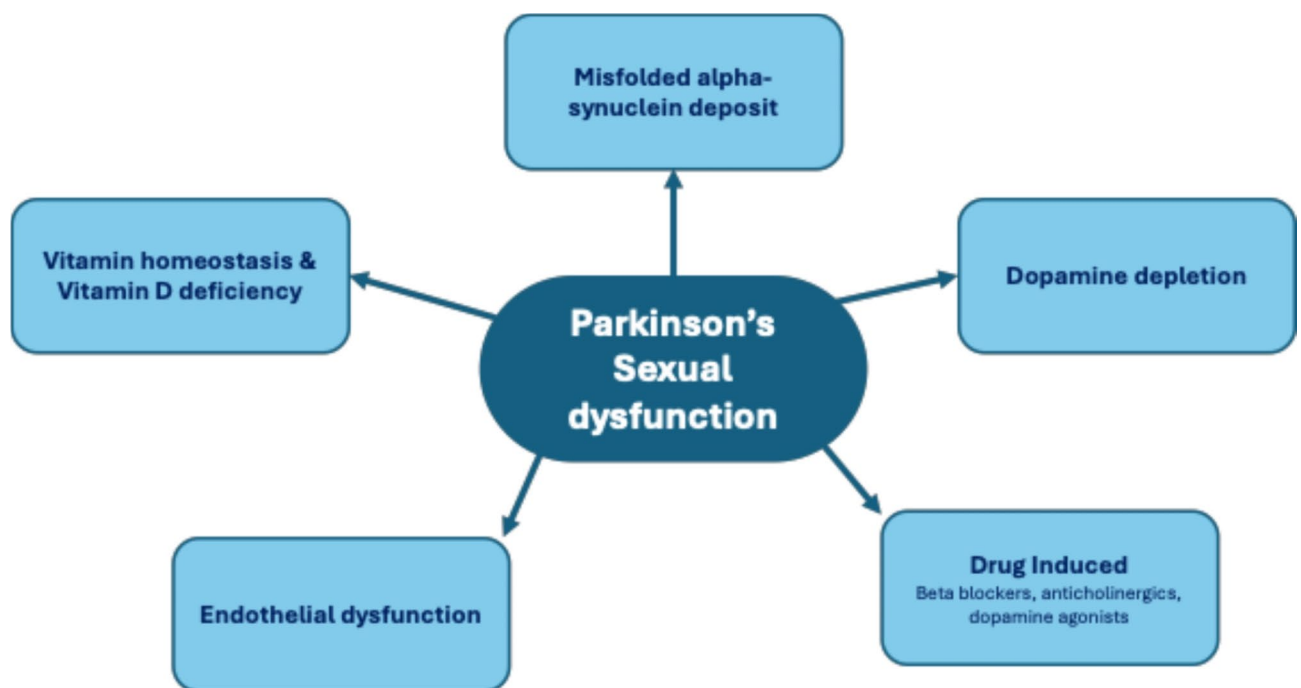 Misfolded alpha-
synuclein deposit
Vitamin homeostasis &
Vitamin D deficiency
Dopamine depletion
Parkinson’s
Sexual
dysfunction
Endothelial dysfunction
Drug Induced
Beta blockers, anticholinergics,
dopamine agonists